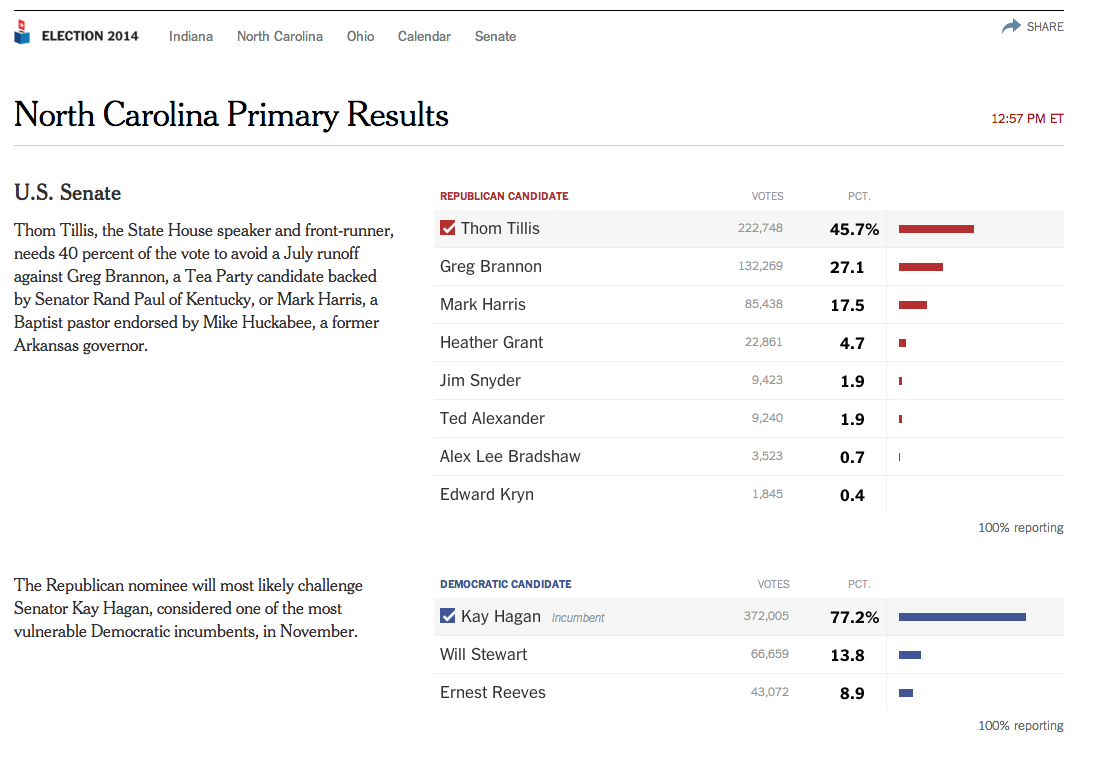 ELECTION 2014 Indiana North Carolina Ohio Calendar Senate SHARE
North Carolina Primary Results 12:57 PM ET
U.S. Senate
Thom Tillis, the State House speaker and front-runner,
needs 40 percent of the vote to avoid a July runoff
against Greg Brannon, a Tea Party candidate backed
by Senator Rand Paul of Kentucky, or Mark Harris, a
Baptist pastor endorsed by Mike Huckabee, a former
Arkansas governor.
REPUBLICAN CANDIDATE VOTES PCT.
Thom Tillis 222,748 45.7%
Greg Brannon 132,269 27.1
Mark Harris 85,438 17.5
Heather Grant 22,861 4.7
Jim Snyder 9,423 1.9
Ted Alexander 9,240 1.9
Alex Lee Bradshaw 3,523 0.7
Edward Kryn 1,845 0.4
100% reporting
The Republican nominee will most likely challenge
Senator Kay Hagan, considered one of the most
vulnerable Democratic incumbents, in November.
DEMOCRATIC CANDIDATE VOTES PCT.
Kay Hagan Incumbent 372,005 77.2%
Will Stewart 66,659 13.8
Ernest Reeves 43,072 8.9
100% reporting